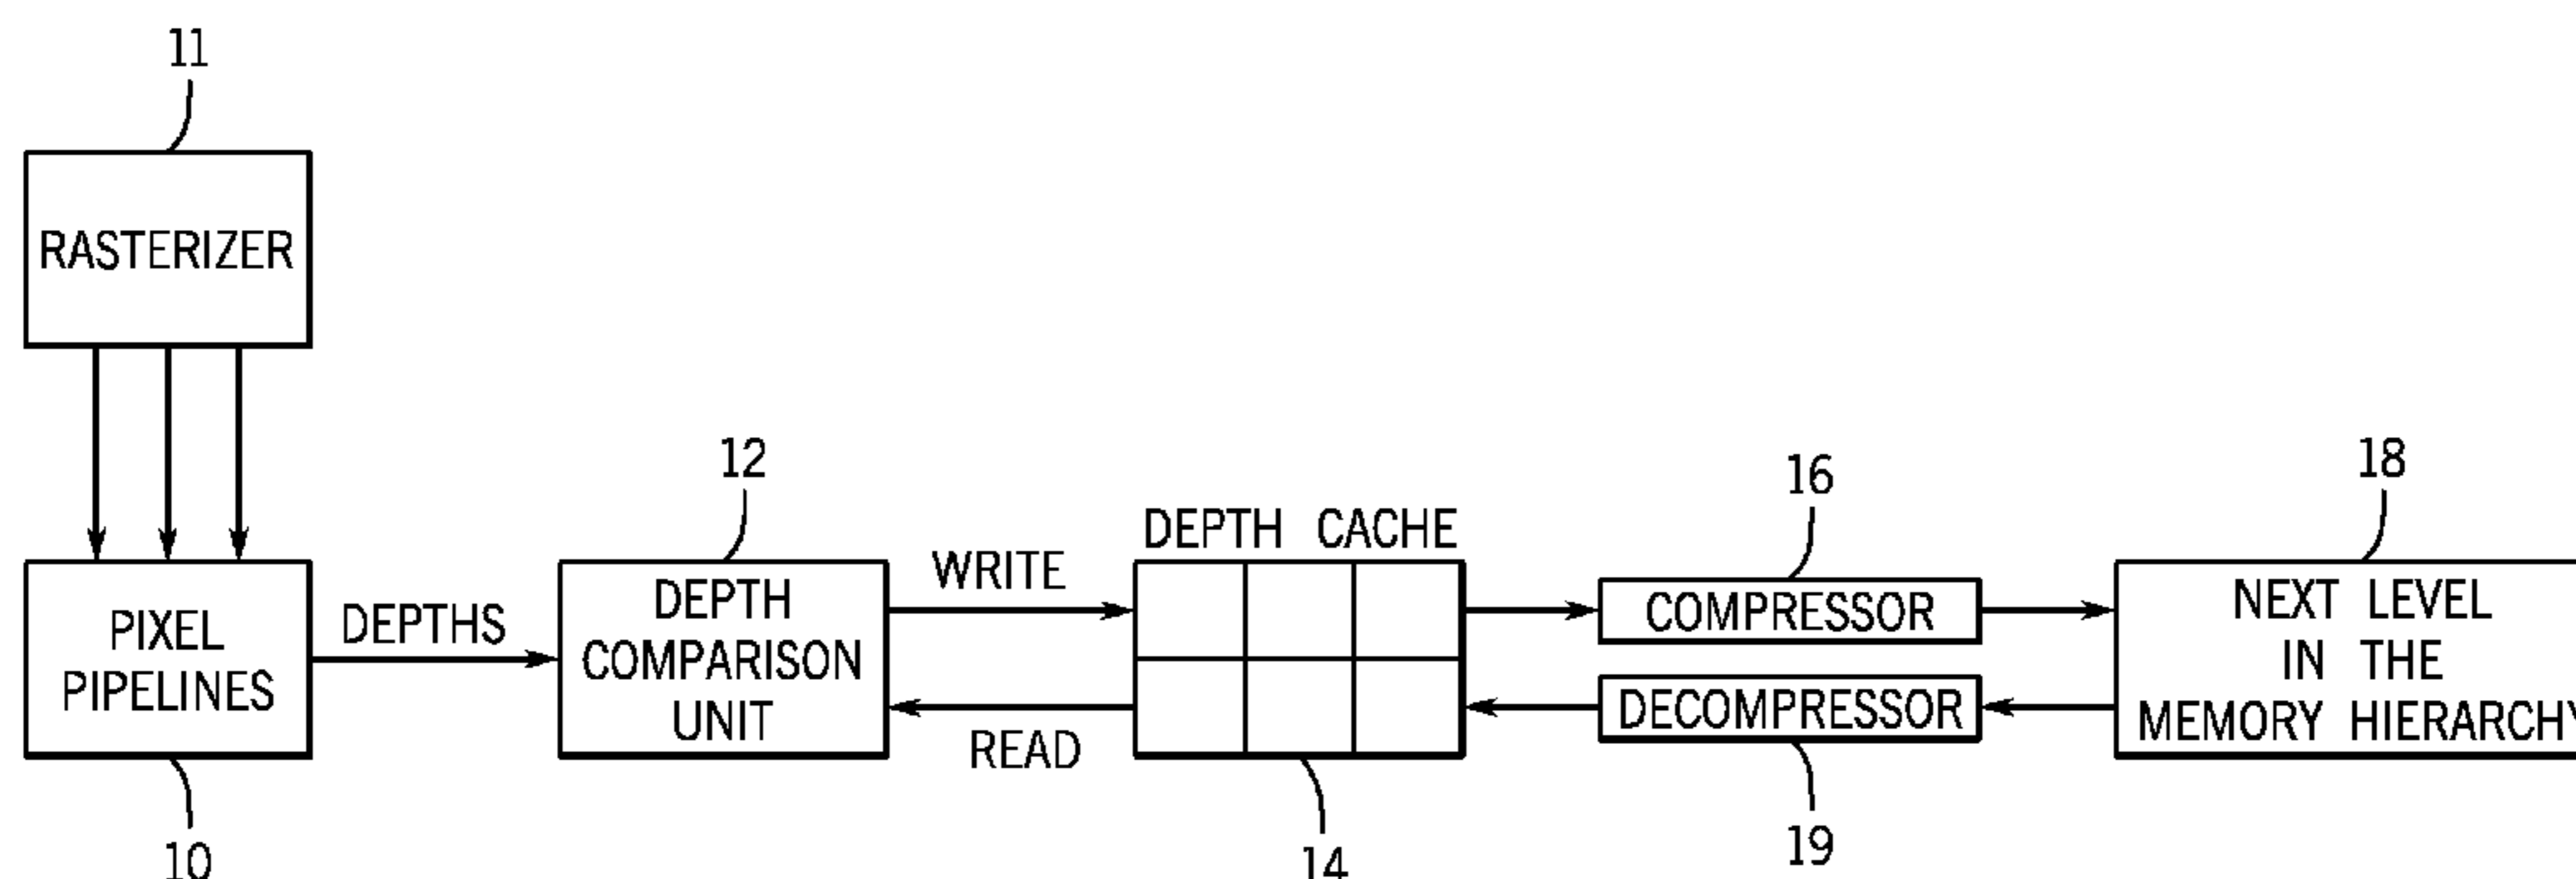 11
RASTERIZER
12
16
18
DEPTH CACHE
WRITE
DEPTHS
PIXEL
PIPELINES
DEPTH
COMPARISON
UNIT
READ
COMPRESSOR
DECOMPRESSOR
NEXT LEVEL
IN THE
MEMORY HIERARCHY
10
14
19